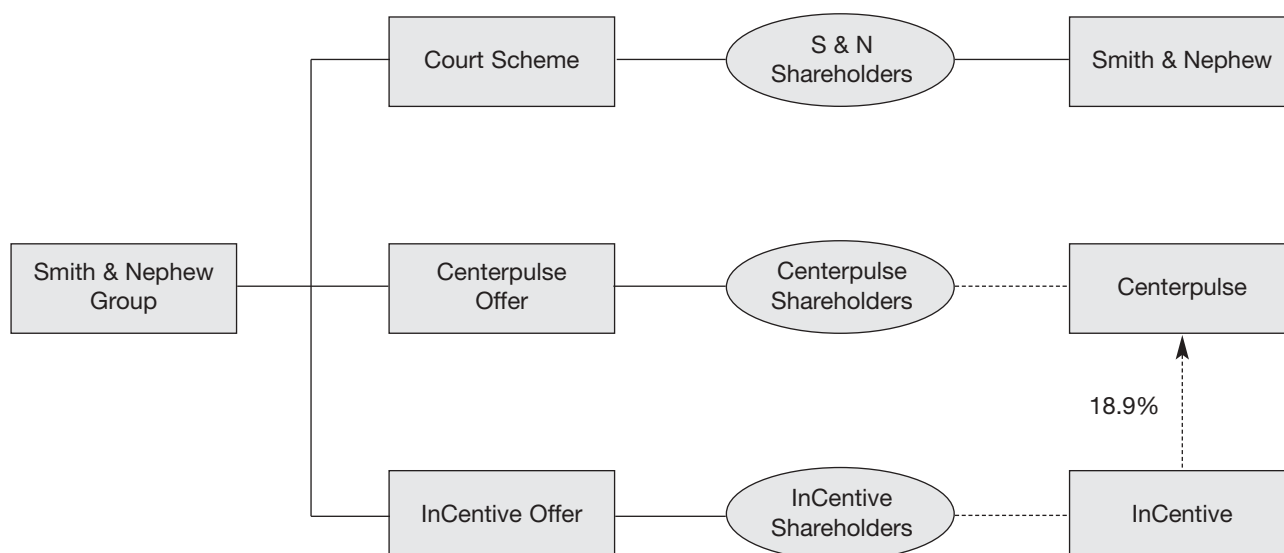 Court Scheme
S & N
Shareholders
Smith & Nephew
Smith & Nephew
Group
Centerpulse
Offer
Centerpulse
Shareholders
Centerpulse
18.9%
InCentive Offer
InCentive
Shareholders
InCentive